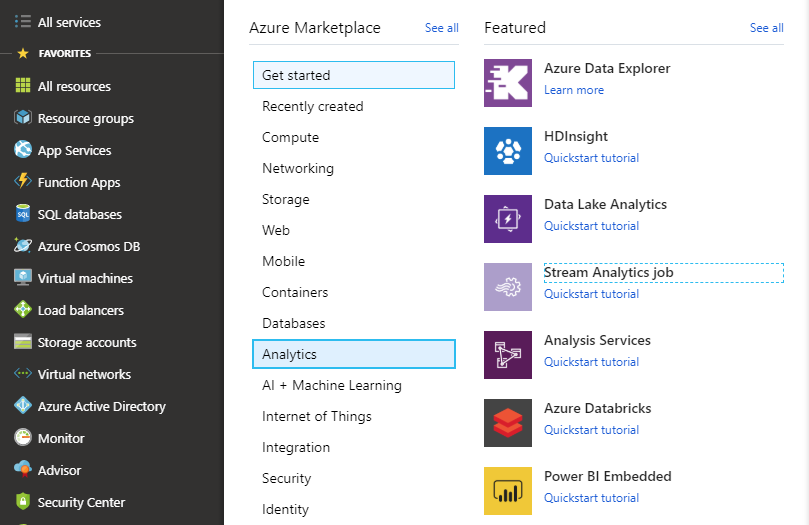 All services
FAVORITES
All resources
Resource groups
App Services
Function Apps
SQL
SQL databases
Azure Cosmos DB
Virtual machines
Load balancers
Storage accounts
Virtual networks
Azure Active Directory
Monitor
Advisor
Security Center
Azure Marketplace
See all
Get started
Recently created
Compute
Networking
Storage
Web
Mobile
Containers
Databases
Analytics
AI + Machine Learning
Internet of Things
Integration
Security
Identity
Featured
See all
Azure Data Explorer
Learn more
HDInsight
Quickstart tutorial
Data Lake Analytics
Quickstart tutorial
Stream Analytics job
Quickstart tutorial
Analysis Services
Quickstart tutorial
Azure Databricks
Quickstart tutorial
Power BI Embedded
Quickstart tutorial